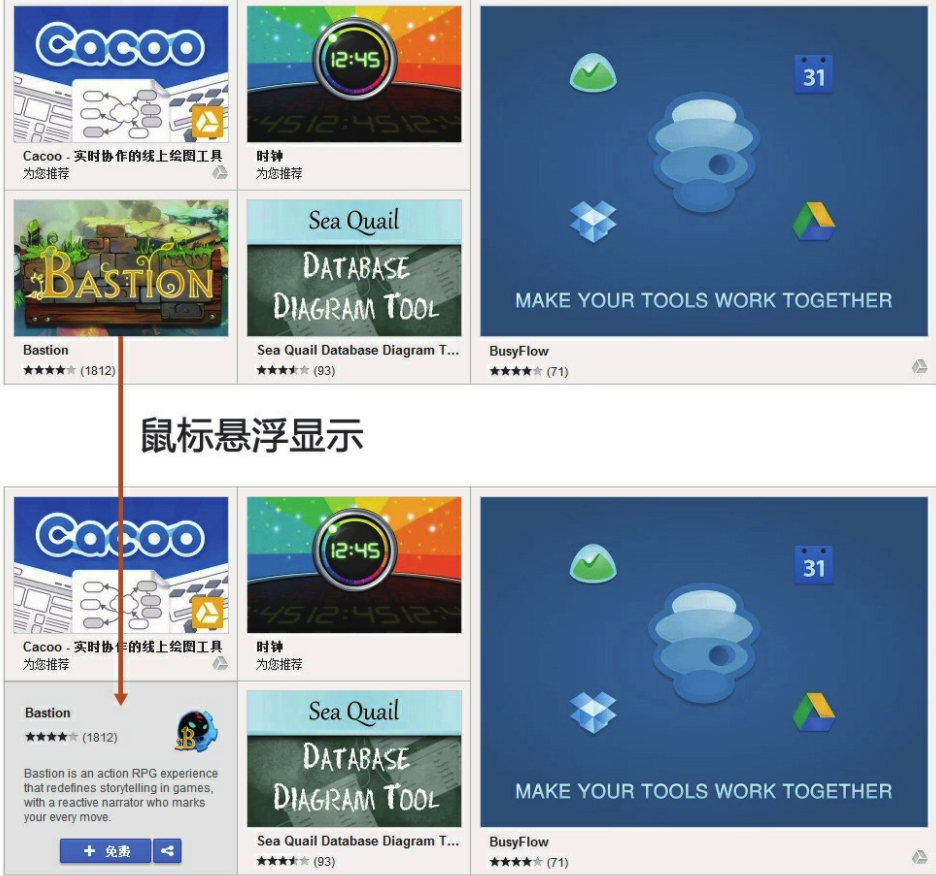 Cacoo
12:45
Cacoo - 实时协作的线上绘图工具
为您推荐
时钟
为您推荐
31
MAKE YOUR TOOLS WORK TOGETHER
BASTION
Sea Quail
DATABASE
DIAGRAM TOOL
Bastion
(1812)
Sea Quail Database Diagram T...
(93)
BusyFlow
(71)
鼠标悬浮显示
Cacoo
12:45
Cacoo - 实时协作的线上绘图工具
为您推荐
时钟
为您推荐
31
MAKE YOUR TOOLS WORK TOGETHER
Bastion
(1812)
B
Bastion is an action RPG experience
that redefines storytelling in games,
with a reactive narrator who marks
your every move.
+ 免费
Sea Quail
DATABASE
DIAGRAM TOOL
Sea Quail Database Diagram T...
(93)
BusyFlow
(71)